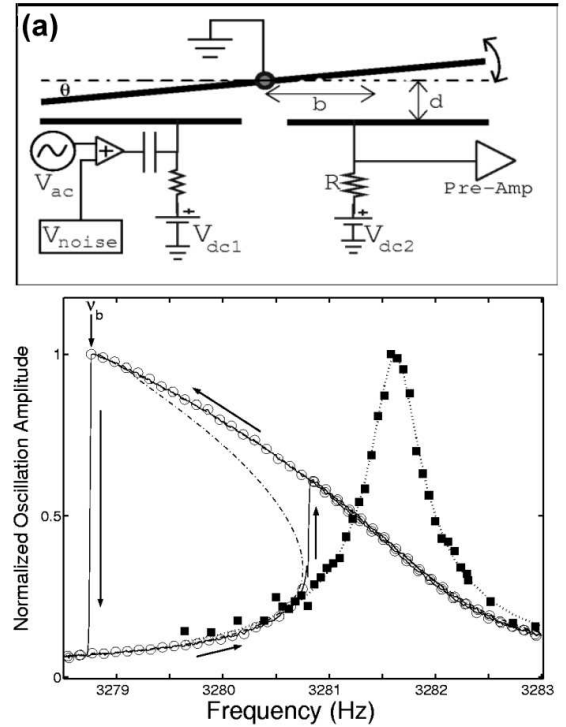 (a)
θ
b
d
V_ac
V_noise
V_dc1
R
V_dc2
Pre-Amp
ν_b
Normalized Oscillation Amplitude
1
0.5
0
3279 3280 3281 3282 3283
Frequency (Hz)